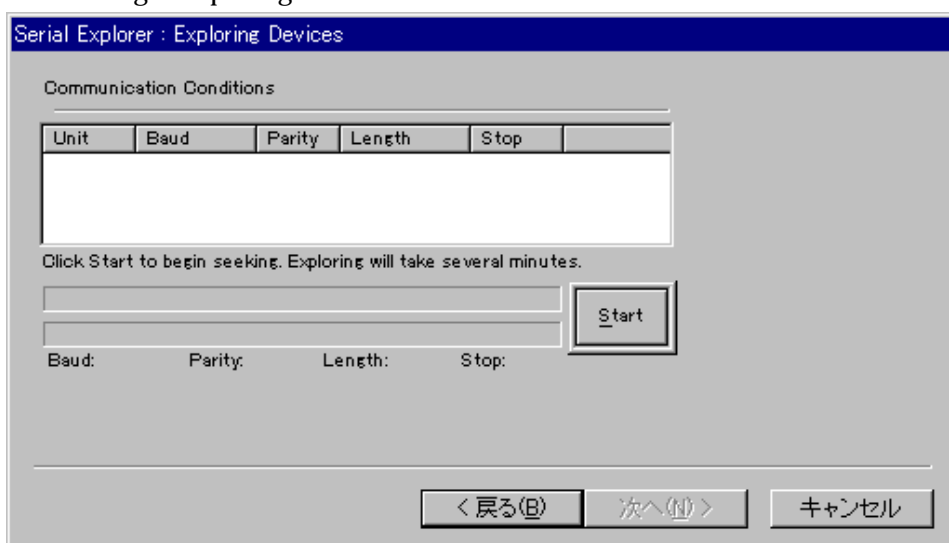 Serial Explorer : Exploring Devices
Communication Conditions
Unit Baud Parity Length Stop
Click Start to begin seeking. Exploring will take several minutes.
Start
Baud: Parity: Length: Stop:
< 戻る(B) 次へ(N) > キャンセル